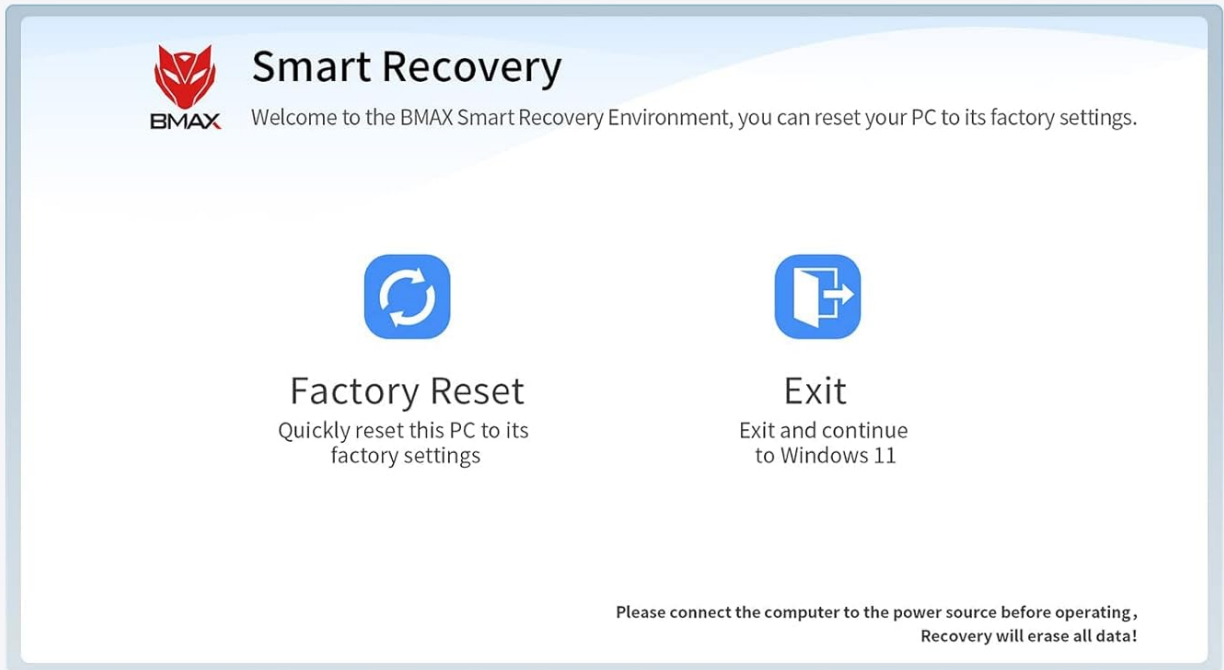 Smart Recovery
BMAX
Welcome to the BMAX Smart Recovery Environment, you can reset your PC to its factory settings.
Factory Reset
Quickly reset this PC to its
factory settings
Exit
Exit and continue
to Windows 11
Please connect the computer to the power source before operating，
Recovery will erase all data!